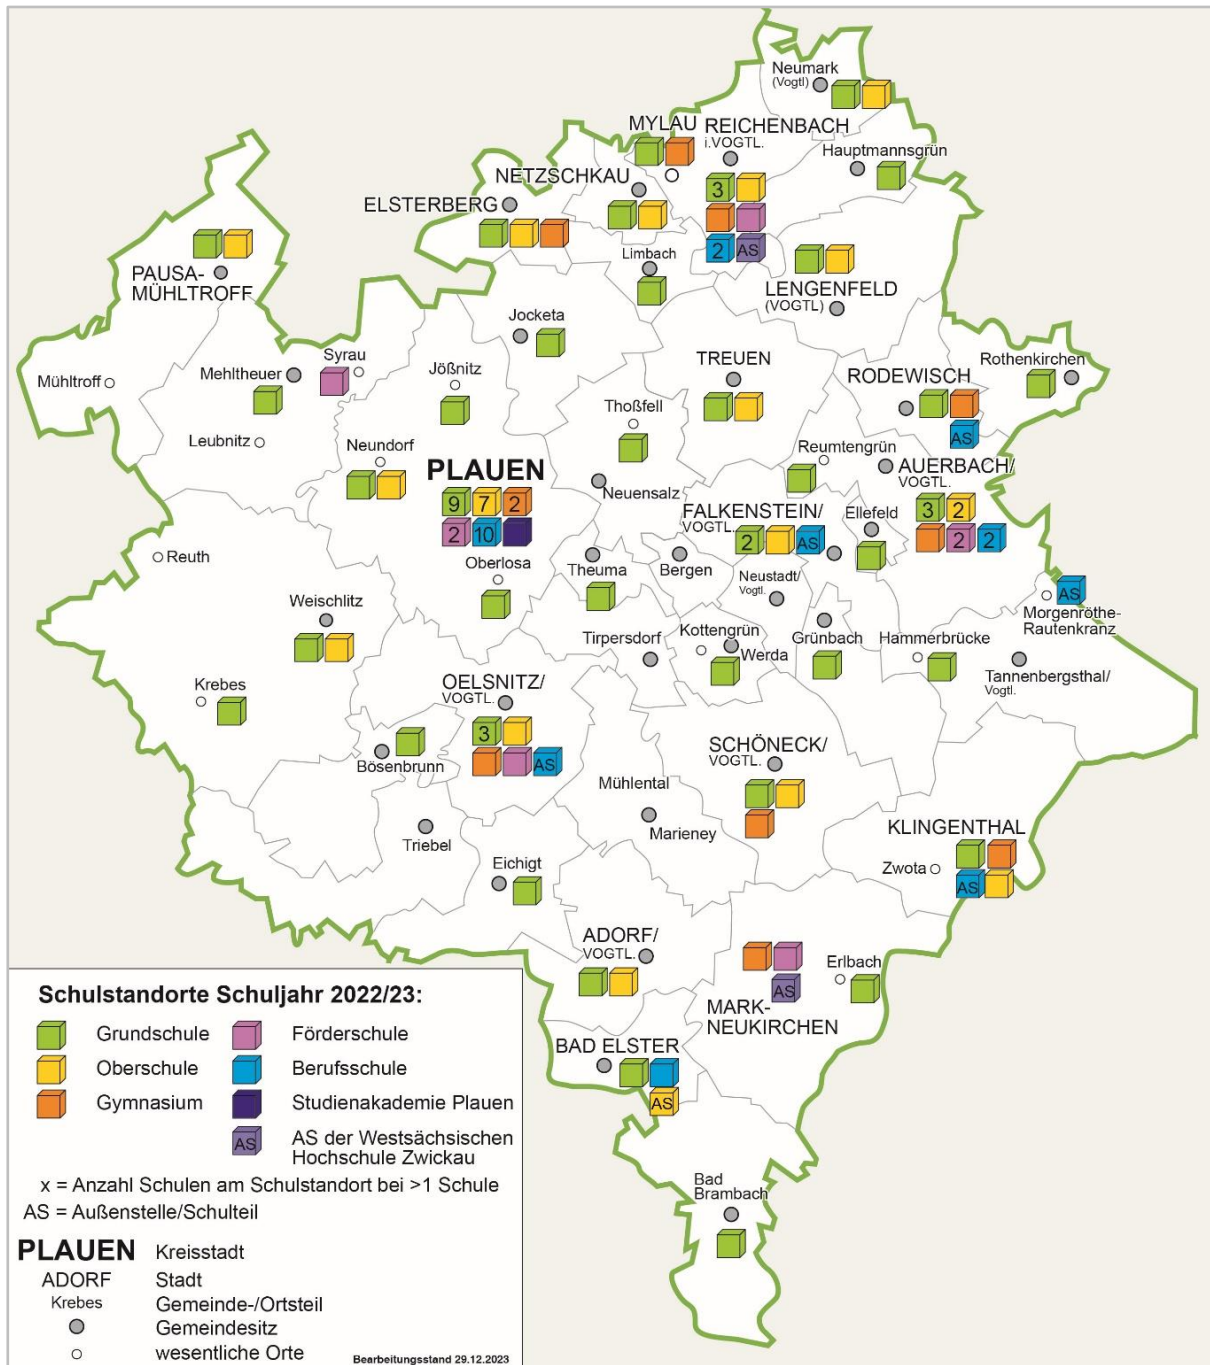 Neumark
(Vogtl)
MYLAU
REICHENBACH
i.VOGTL.
Hauptmannsgrün
NETZSCHKAU
ELSTERBERG
3
2
AS
Limbach
PAUSA-
MÜHLTROFF
LENGENFELD
(VOGTL)
Jocketa
Syrau
Mehltheuer
Mühltroff
Jößnitz
TREUEN
Rothenkirchen
RODEWISCH
AS
Thoßfell
Leubnitz
Neundorf
Reumtengrün
PLAUEN
9
7
2
2
10
Neuensalz
AUERBACH/
VOGTL.
3
2
2
2
FALKENSTEIN/
VOGTL.
2
AS
Ellefeld
Reuth
Oberlosa
Theuma
Bergen
Neustadt/
Vogtl.
AS
Morgenröthe-
Rautenkranz
Weischlitz
Tirpersdorf
Kottengrün
Werda
Grünbach
Hammerbrücke
Tannenbergsthal/
Vogtl.
Krebes
OELSNITZ/
VOGTL.
3
AS
Bösenbrunn
SCHÖNECK/
VOGTL.
Mühlental
Marieney
Triebel
KLINGENTHAL
Zwota
AS
Eichigt
ADORF/
VOGTL.
AS
MARK-
NEUKIRCHEN
Erlbach
BAD ELSTER
AS
Bad
Brambach
Schulstandorte Schuljahr 2022/23:
Grundschule
Förderschule
Oberschule
Berufsschule
Gymnasium
Studienakademie Plauen
AS
AS der Westsächsischen
Hochschule Zwickau
x = Anzahl Schulen am Schulstandort bei >1 Schule
AS = Außenstelle/Schulteil
PLAUEN Kreisstadt
ADORF Stadt
Krebes Gemeinde-/Ortsteil
Gemeindesitz
wesentliche Orte
Bearbeitungsstand 29.12.2023